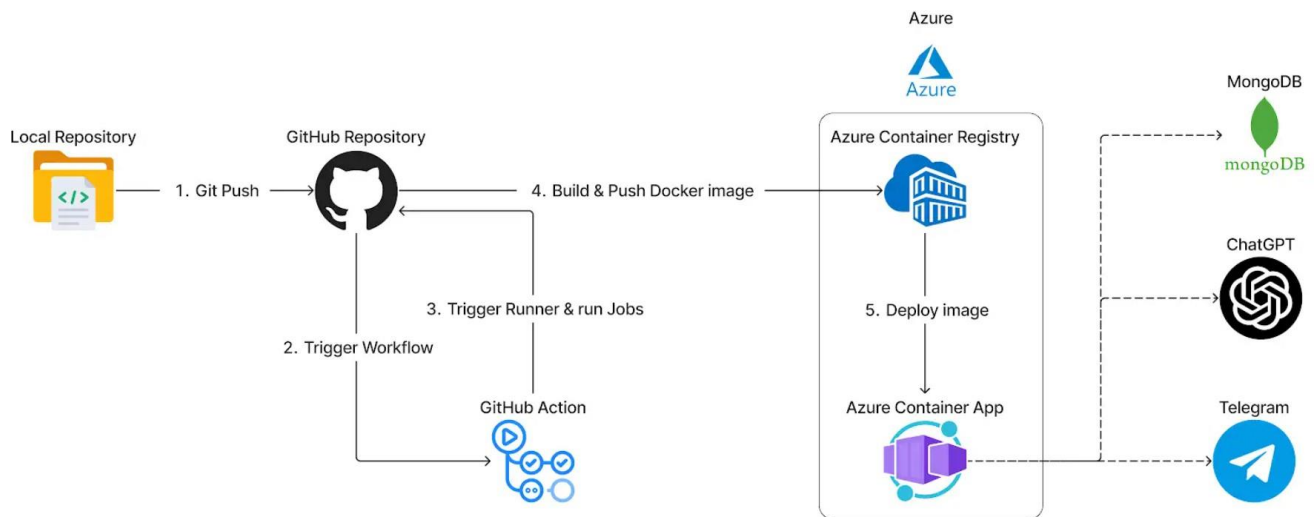 Azure
Azure
MongoDB
mongoDB
Local Repository
GitHub Repository
Azure Container Registry
1. Git Push
4. Build & Push Docker image
ChatGPT
3. Trigger Runner & run Jobs
5. Deploy image
2. Trigger Workflow
GitHub Action
Azure Container App
Telegram